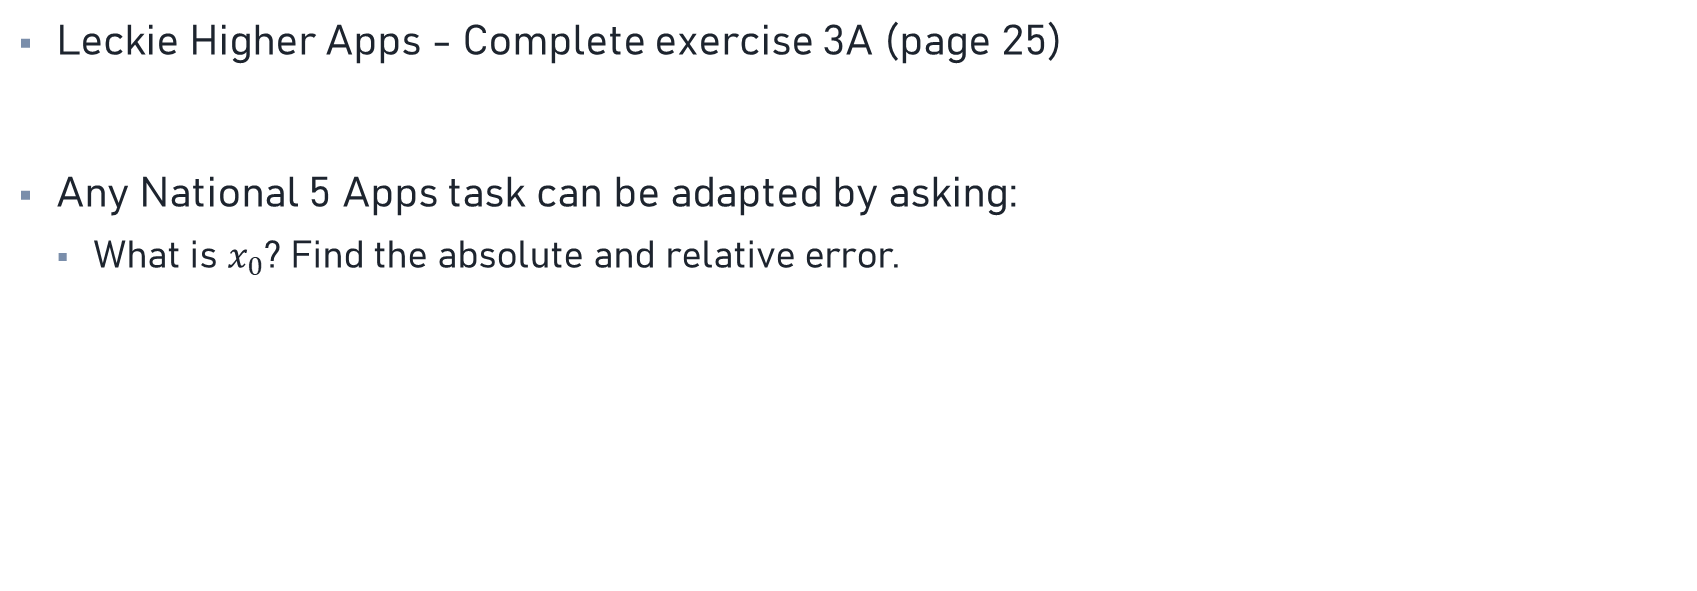 ▪ Leckie Higher Apps - Complete exercise 3A (page 25)
▪ Any National 5 Apps task can be adapted by asking:
▪ What is x₀? Find the absolute and relative error.